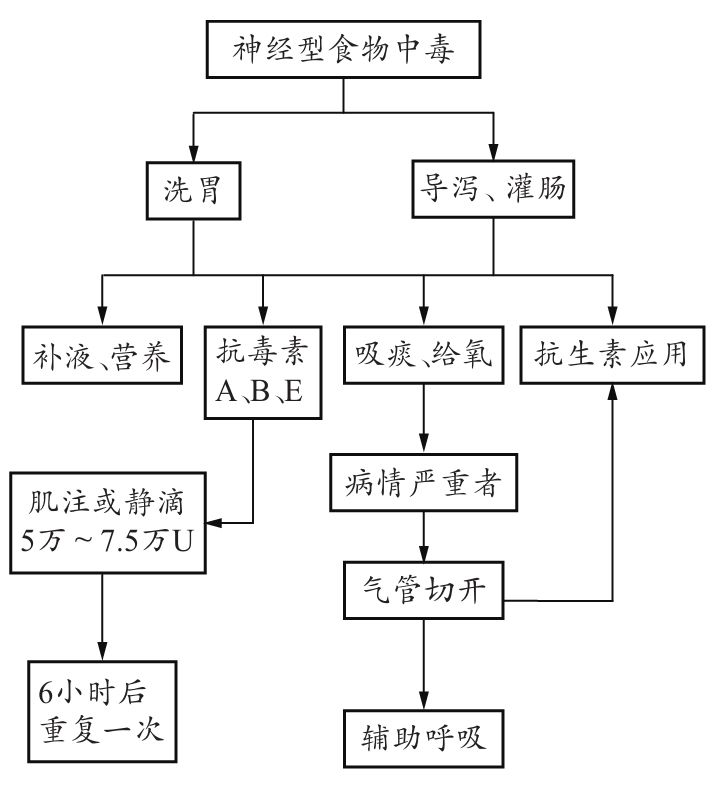 神经型食物中毒
洗胃
导泻、灌肠
补液、营养
抗毒素
A、B、E
吸痰、给氧
抗生素应用
病情严重者
肌注或静滴
5万~7.5万U
气管切开
6小时后
重复一次
辅助呼吸